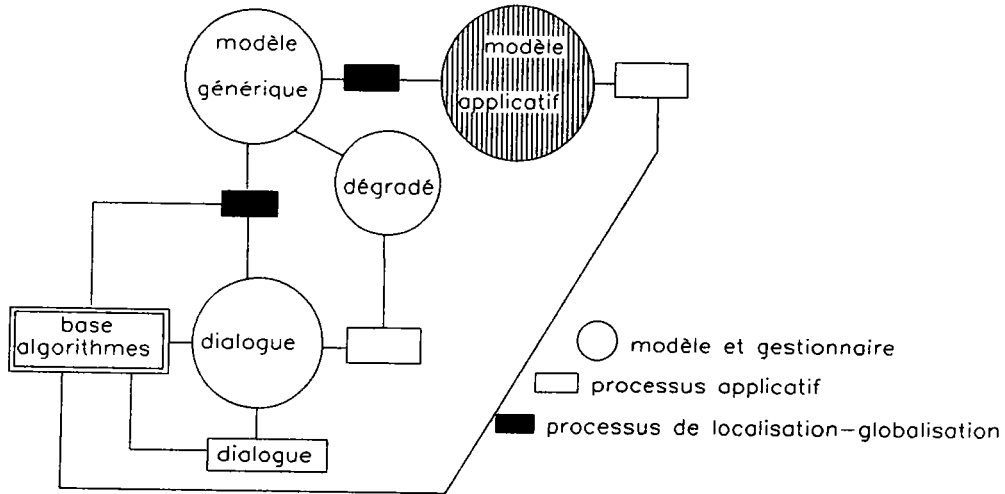 modèle
générique
modèle
applicatif
dégradé
base
algorithmes
dialogue
dialogue
modèle et gestionnaire
processus applicatif
processus de localisation-globalisation